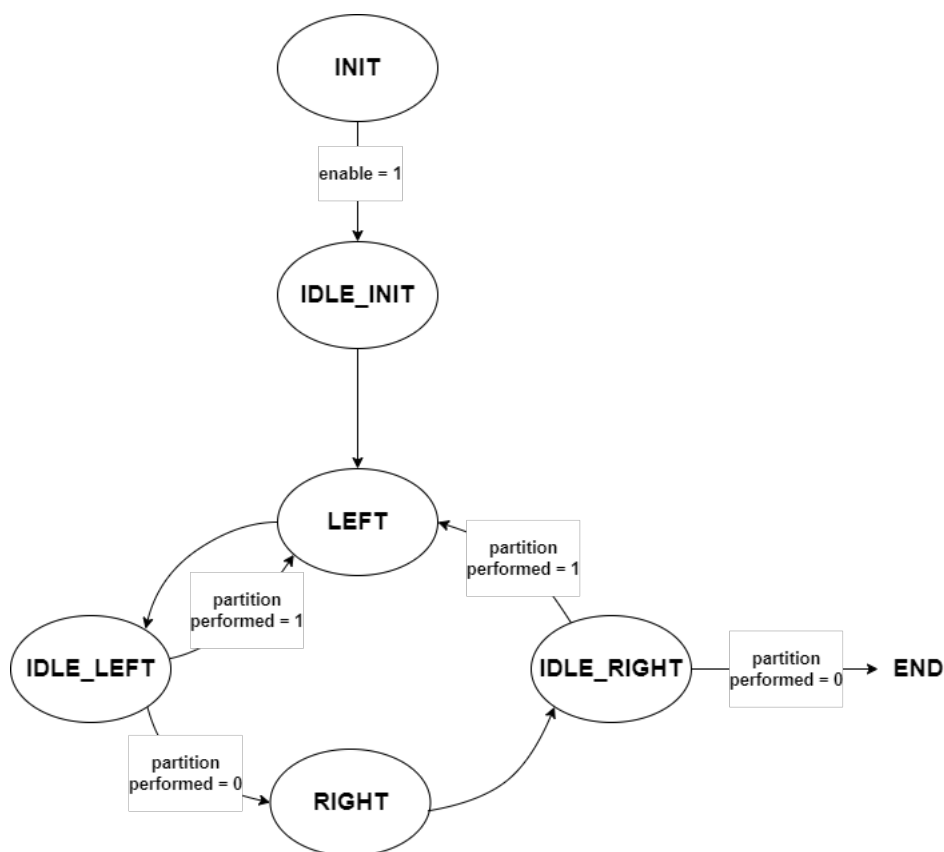 INIT
enable = 1
IDLE_INIT
LEFT
partition
performed = 1
partition
performed = 1
IDLE_LEFT
IDLE_RIGHT
partition
performed = 0
END
partition
performed = 0
RIGHT